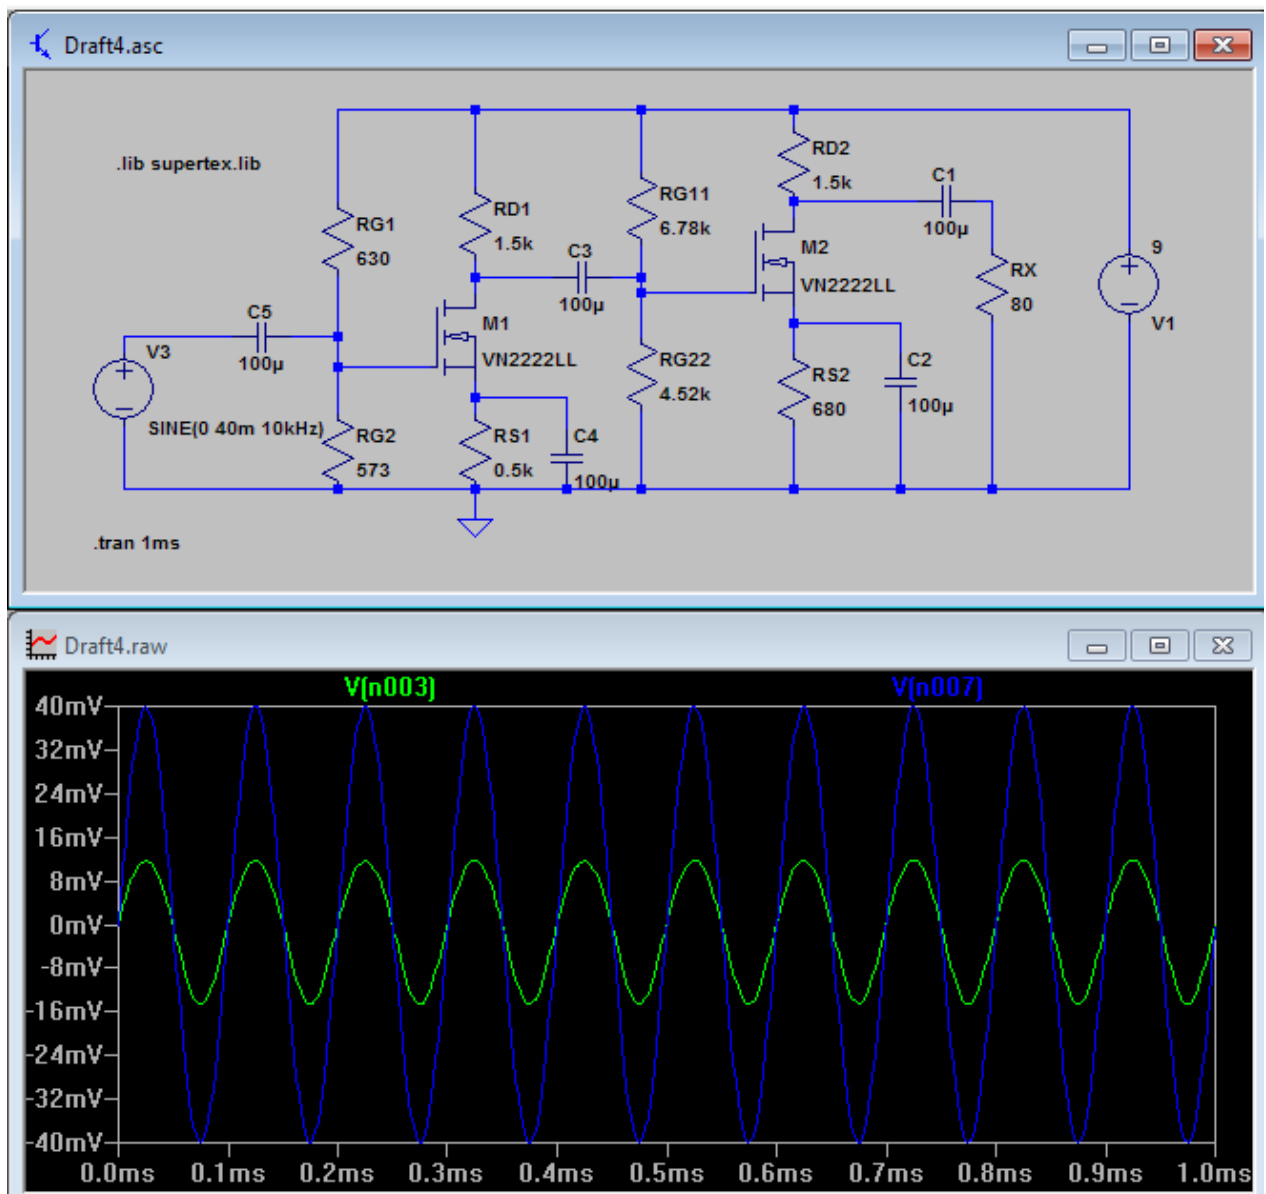 Draft4.asc
.lib supertex.lib
RG1
630
RD1
1.5k
RG11
6.78k
RD2
1.5k
C1
100µ
M2
VN2222LL
RX
80
9
V1
C3
100µ
C5
100µ
V3
SINE(0 40m 10kHz)
M1
VN2222LL
RG2
573
RS1
0.5k
C4
100µ
RG22
4.52k
RS2
680
C2
100µ
.tran 1ms
Draft4.raw
V(n003)
V(n007)
40mV
32mV
24mV
16mV
8mV
0mV
-8mV
-16mV
-24mV
-32mV
-40mV
0.0ms 0.1ms 0.2ms 0.3ms 0.4ms 0.5ms 0.6ms 0.7ms 0.8ms 0.9ms 1.0ms